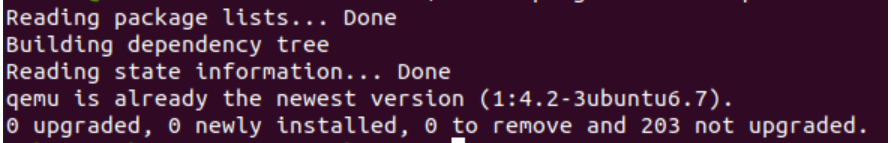 Reading package lists... Done
Building dependency tree
Reading state information... Done
qemu is already the newest version (1:4.2-3ubuntu6.7).
0 upgraded, 0 newly installed, 0 to remove and 203 not upgraded.